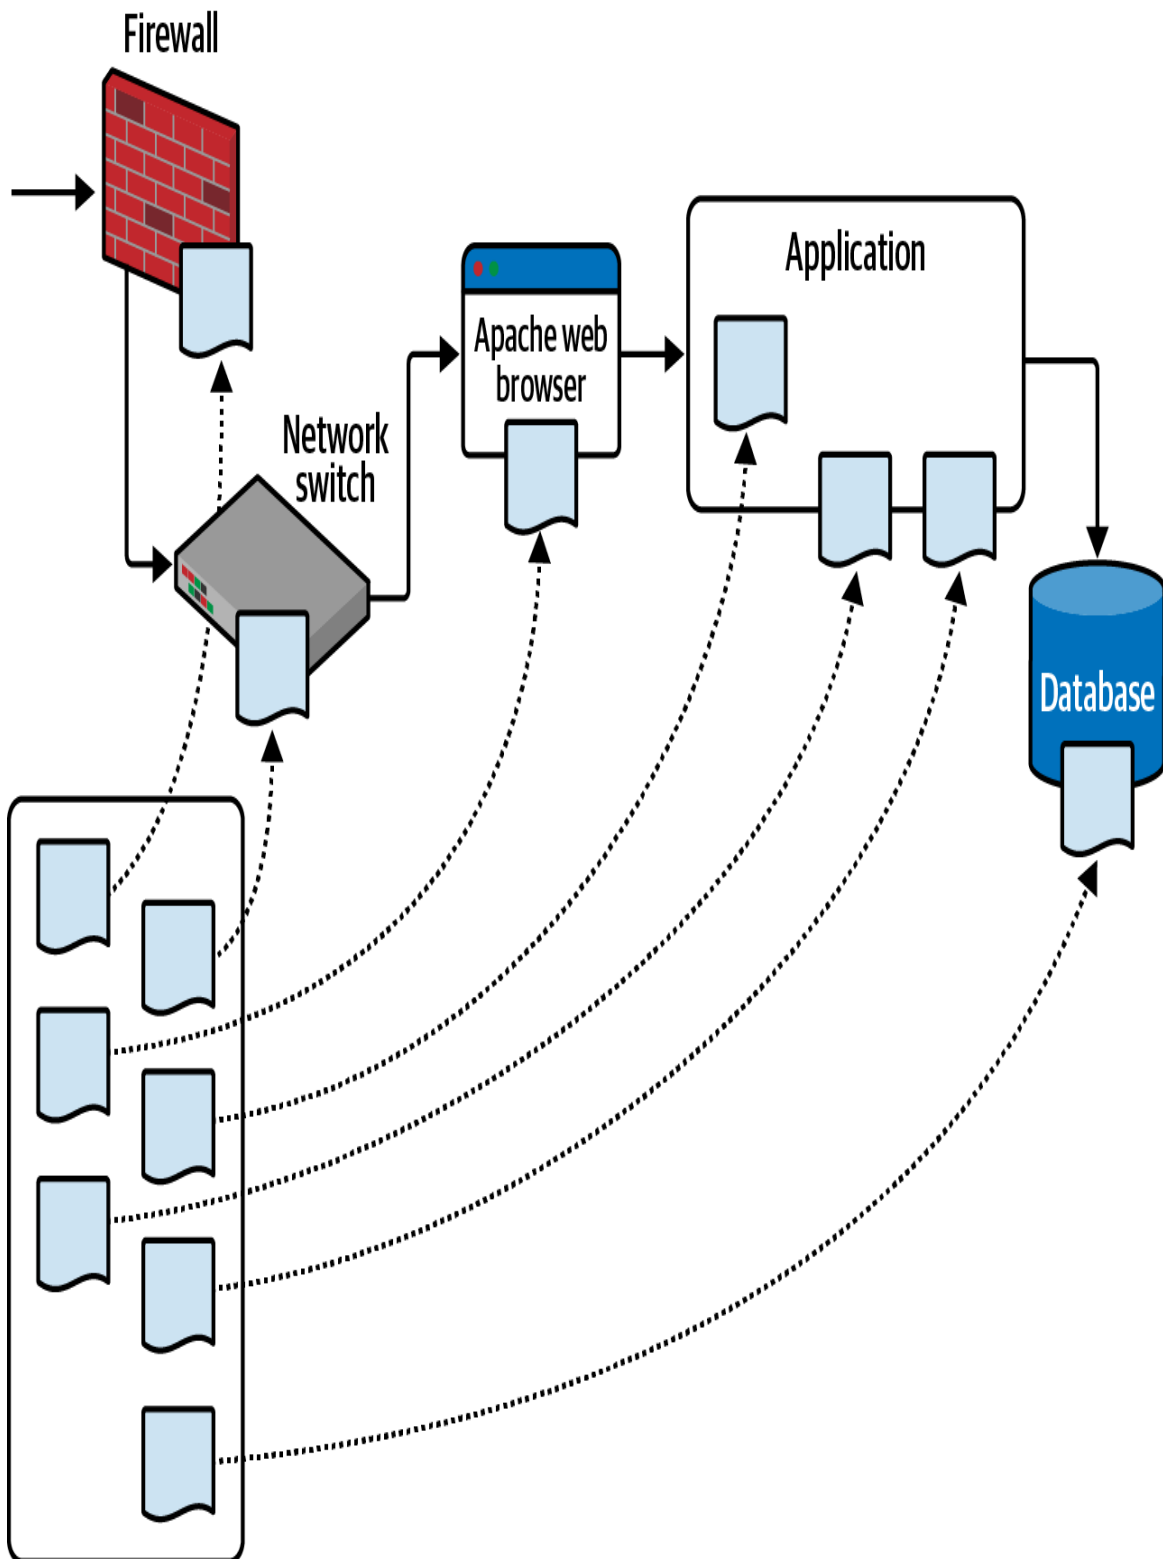 Firewall
Network
switch
Apache web
browser
Application
Database